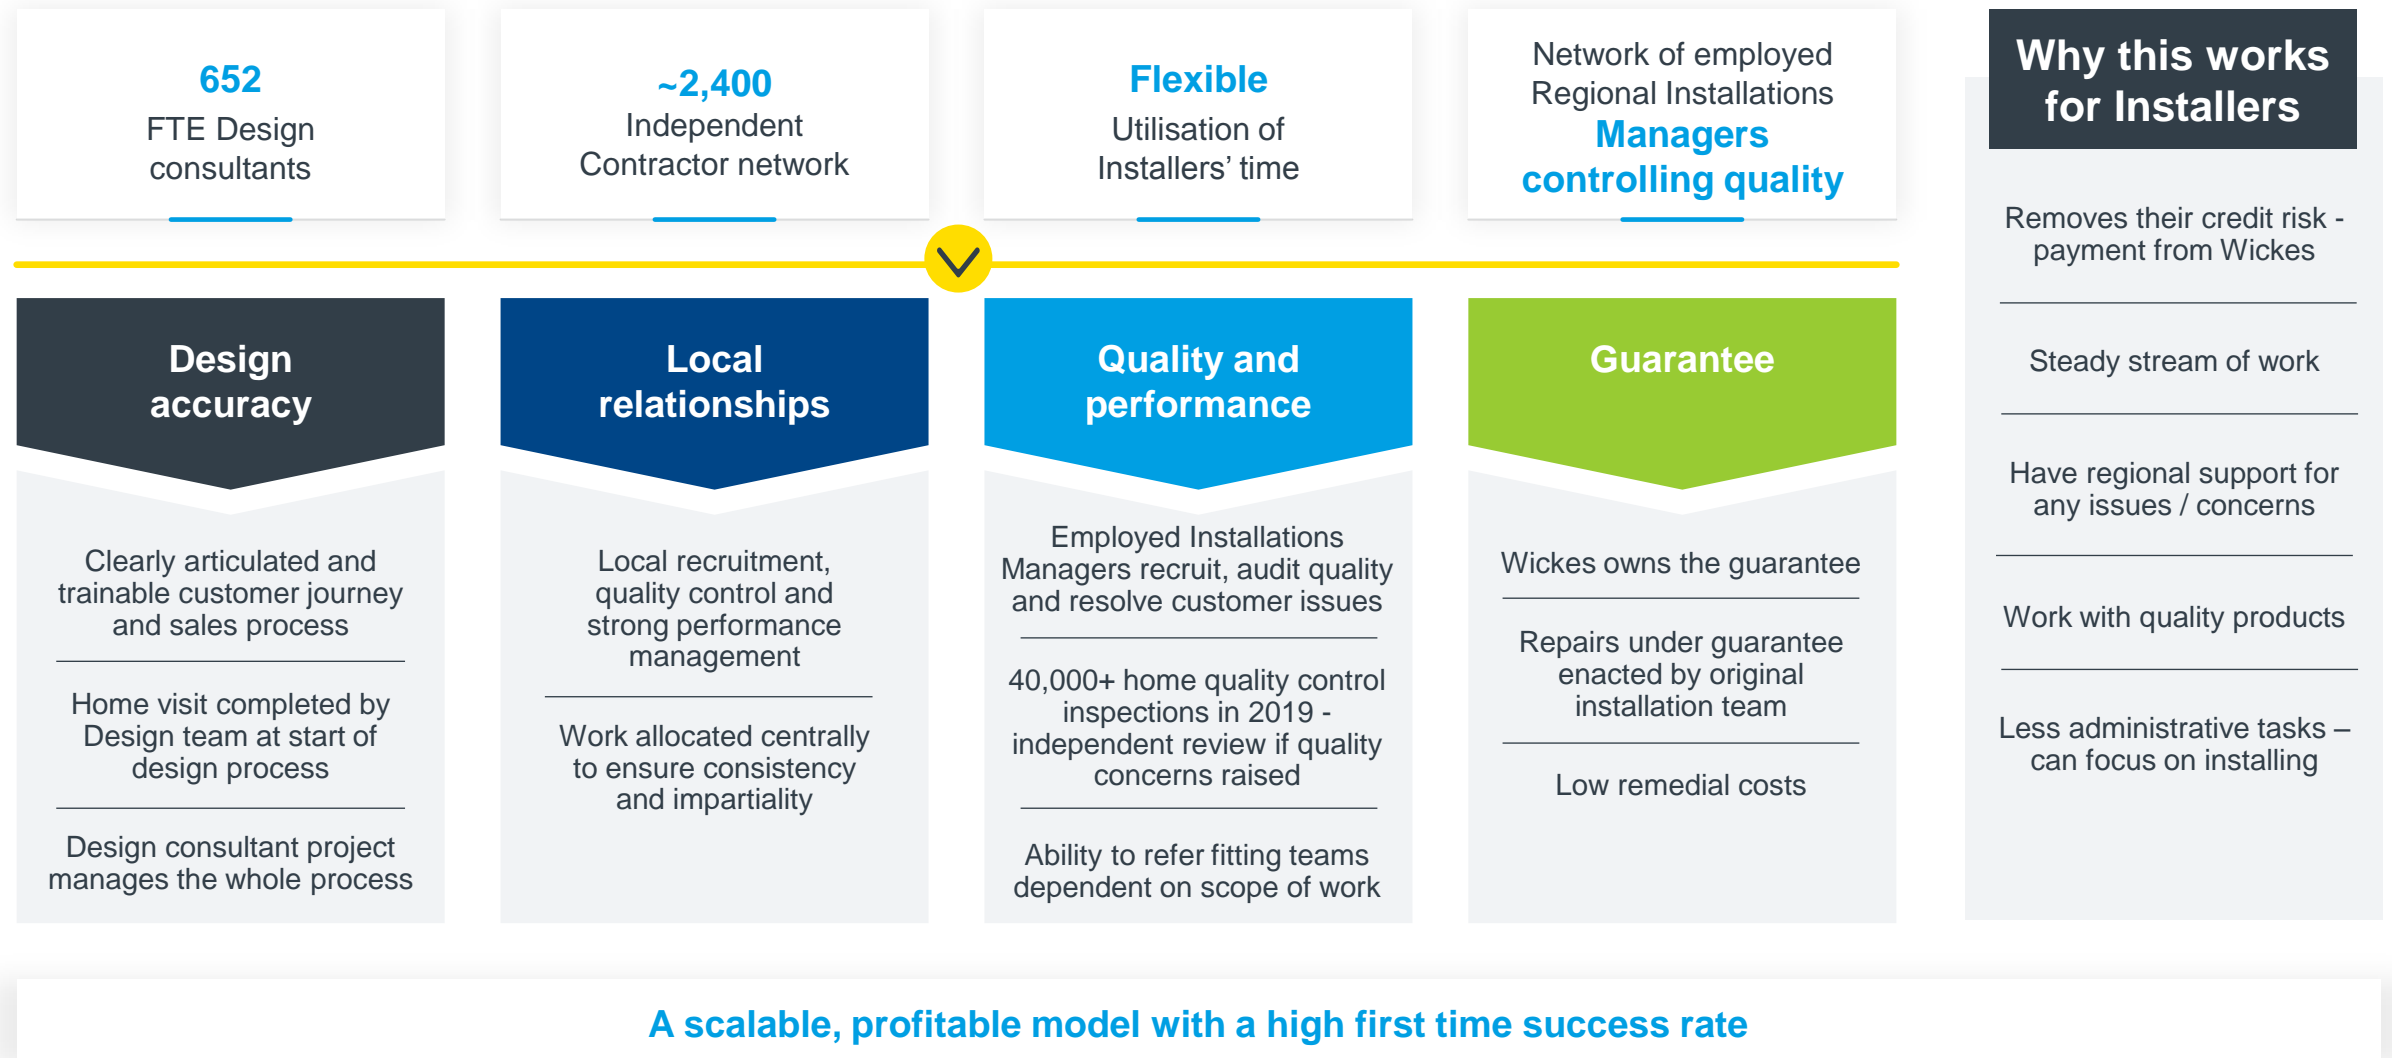 652
FTE Design
consultants
~2,400
Independent
Contractor network
Flexible
Utilisation of
Installers’ time
Network of employed
Regional Installations
Managers
controlling quality
Design
accuracy
Clearly articulated and
trainable customer journey
and sales process
Home visit completed by
Design team at start of
design process
Design consultant project
manages the whole process
Local
relationships
Local recruitment,
quality control and
strong performance
management
Work allocated centrally
to ensure consistency
and impartiality
Quality and
performance
Employed Installations
Managers recruit, audit quality
and resolve customer issues
40,000+ home quality control
inspections in 2019 -
independent review if quality
concerns raised
Ability to refer fitting teams
dependent on scope of work
Guarantee
Wickes owns the guarantee
Repairs under guarantee
enacted by original
installation team
Low remedial costs
Why this works
for Installers
Removes their credit risk -
payment from Wickes
Steady stream of work
Have regional support for
any issues / concerns
Work with quality products
Less administrative tasks –
can focus on installing
A scalable, profitable model with a high first time success rate